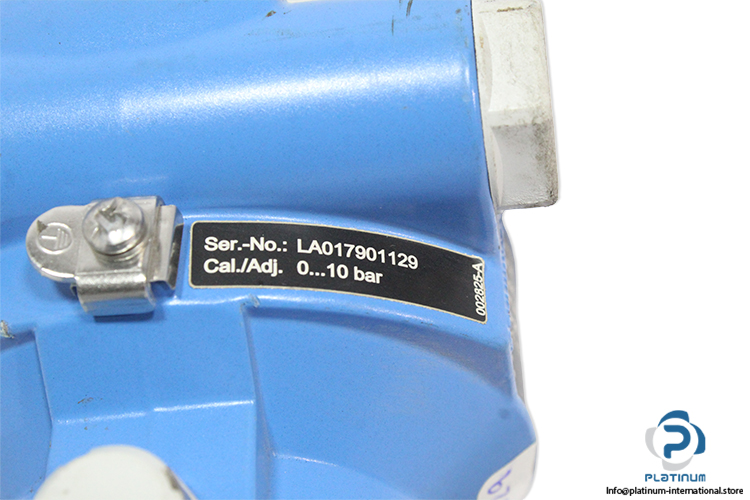 Ser.-No.: LA017901129
Cal./Adj. 0...10 bar
002825-A
PLATINUM
Info@platinum-international.store